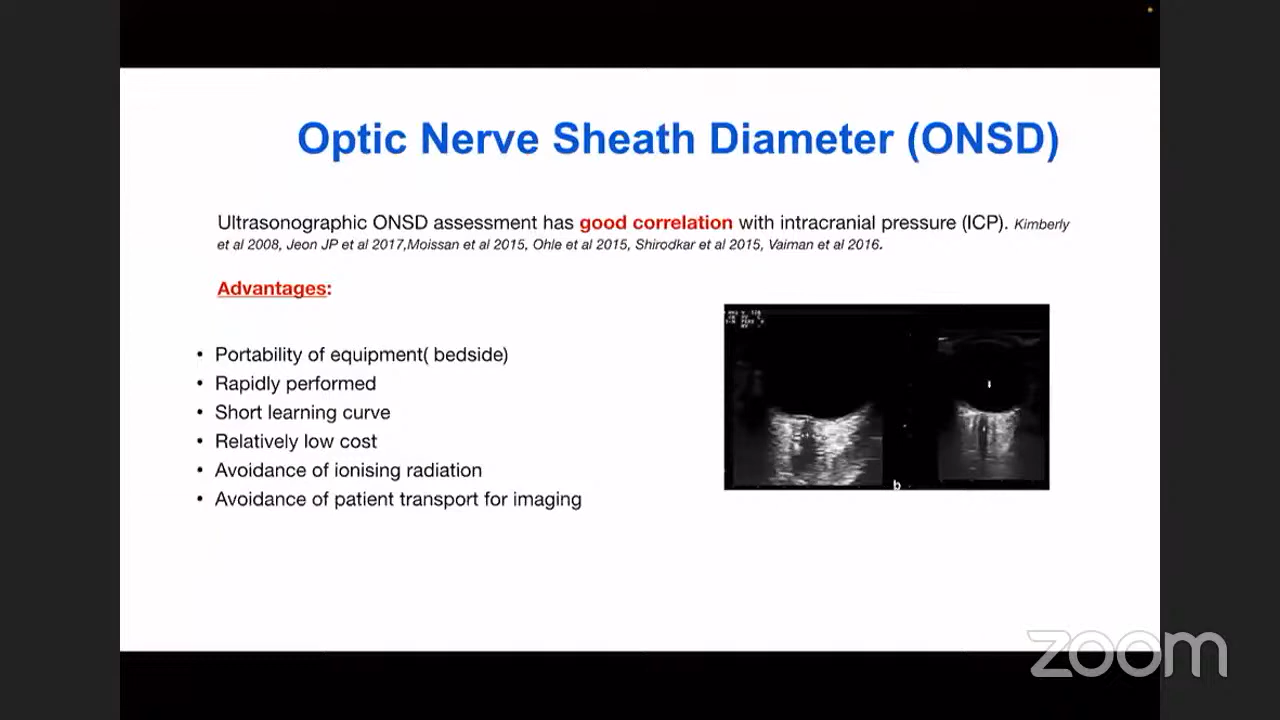 Optic Nerve Sheath Diameter (ONSD)
Ultrasonographic ONSD assessment has good correlation with intracranial pressure (ICP). Kimberly
et al 2008, Jeon JP et al 2017,Moissan et al 2015, Ohle et al 2015, Shirodkar et al 2015, Vaiman et al 2016.
Advantages:
• Portability of equipment( bedside)
• Rapidly performed
• Short learning curve
• Relatively low cost
• Avoidance of ionising radiation
• Avoidance of patient transport for imaging
b
zoom